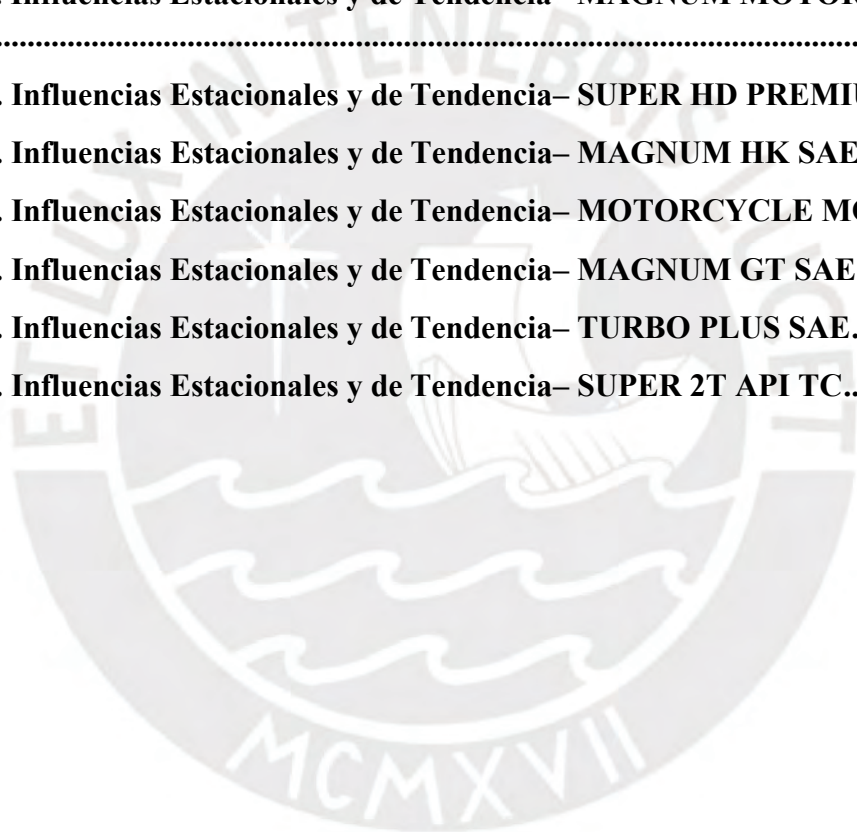 . Influencias Estacionales y de Tendencia– MAGNUM MOTOR
................................................................................
. Influencias Estacionales y de Tendencia– SUPER HD PREMIU
. Influencias Estacionales y de Tendencia– MAGNUM HK SAE
. Influencias Estacionales y de Tendencia– MOTORCYCLE MO
. Influencias Estacionales y de Tendencia– MAGNUM GT SAE
. Influencias Estacionales y de Tendencia– TURBO PLUS SAE.
. Influencias Estacionales y de Tendencia– SUPER 2T API TC..
ET LUX IN TENEBRIS LUCET
MCMXVII